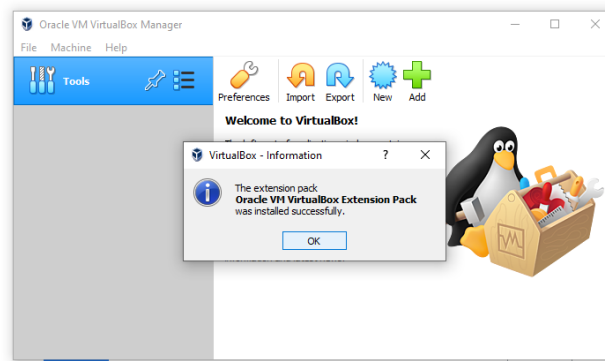 Oracle VM VirtualBox Manager
File Machine Help
Tools
Preferences Import Export New Add
Welcome to VirtualBox!
VirtualBox - Information ?
The extension pack
Oracle VM VirtualBox Extension Pack
was installed successfully.
OK